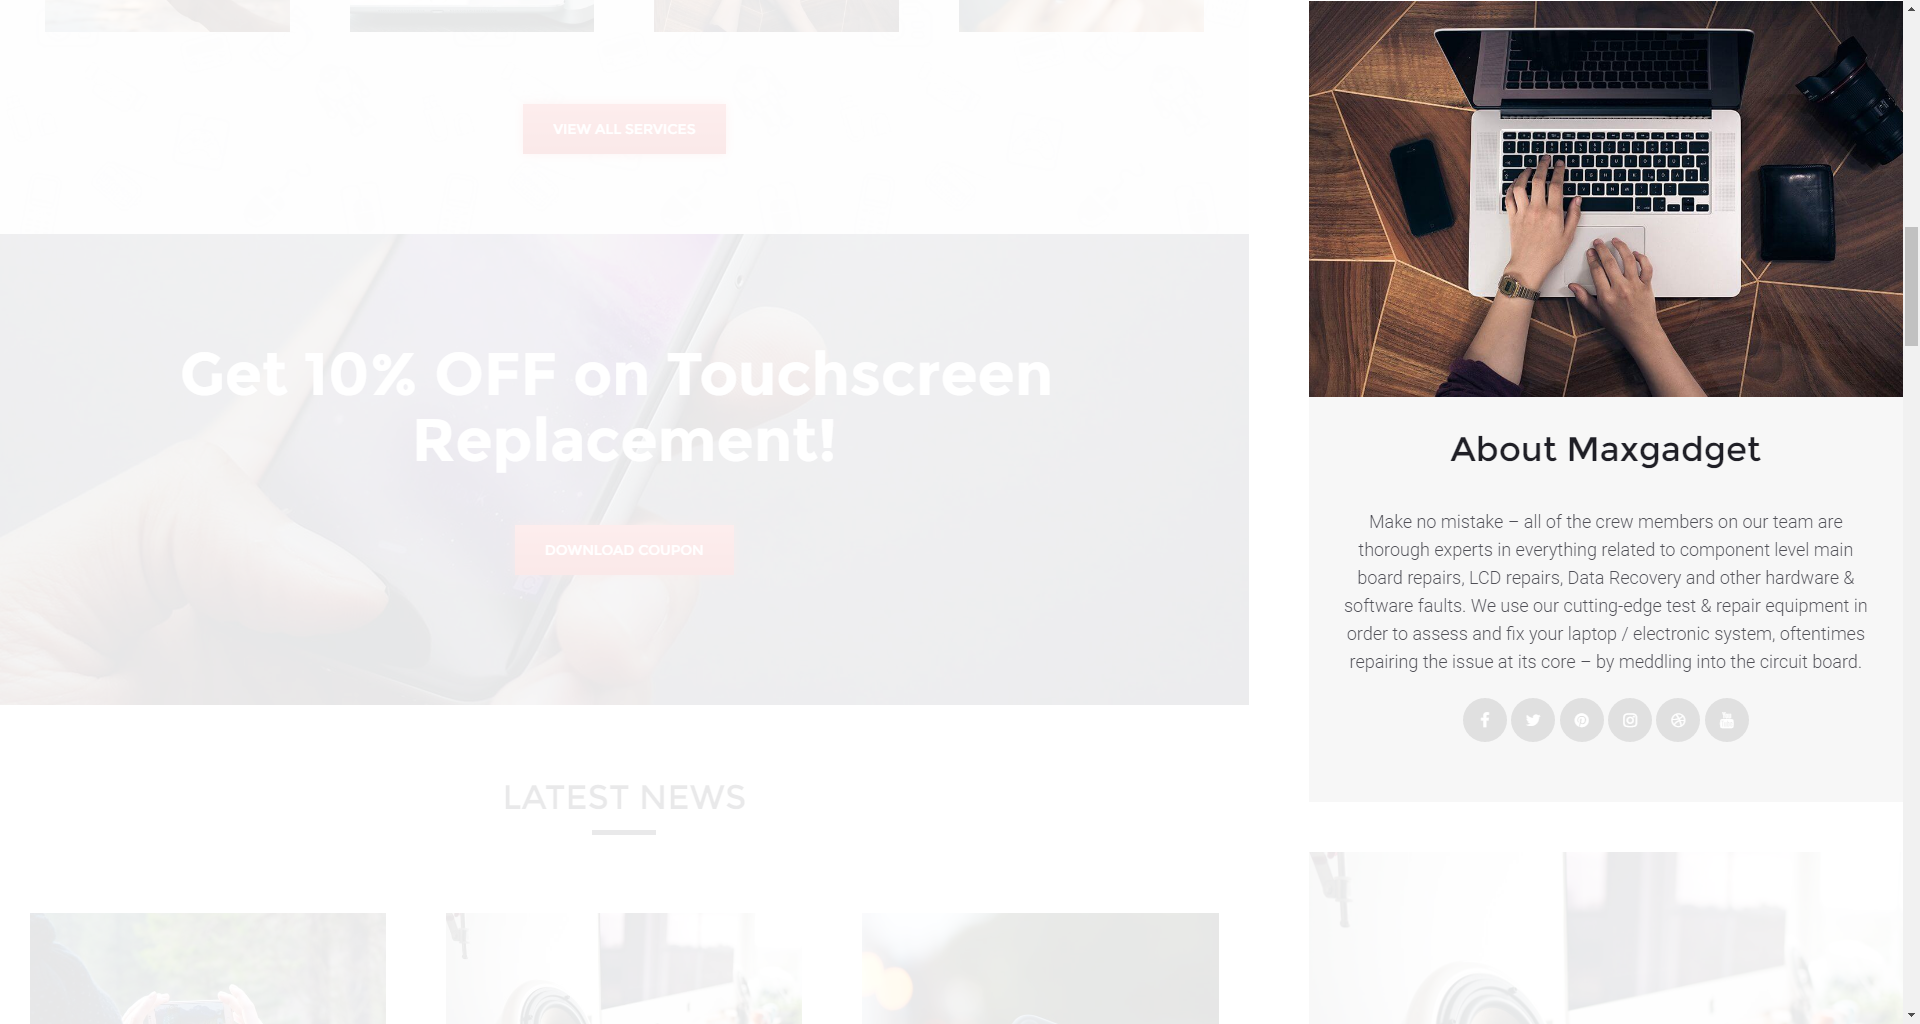 VIEW ALL SERVICES
Get 10% OFF on Touchscreen
Replacement!
DOWNLOAD COUPON
LATEST NEWS
About Maxgadget
Make no mistake – all of the crew members on our team are
thorough experts in everything related to component level main
board repairs, LCD repairs, Data Recovery and other hardware &
software faults. We use our cutting-edge test & repair equipment in
order to assess and fix your laptop / electronic system, oftentimes
repairing the issue at its core – by meddling into the circuit board.